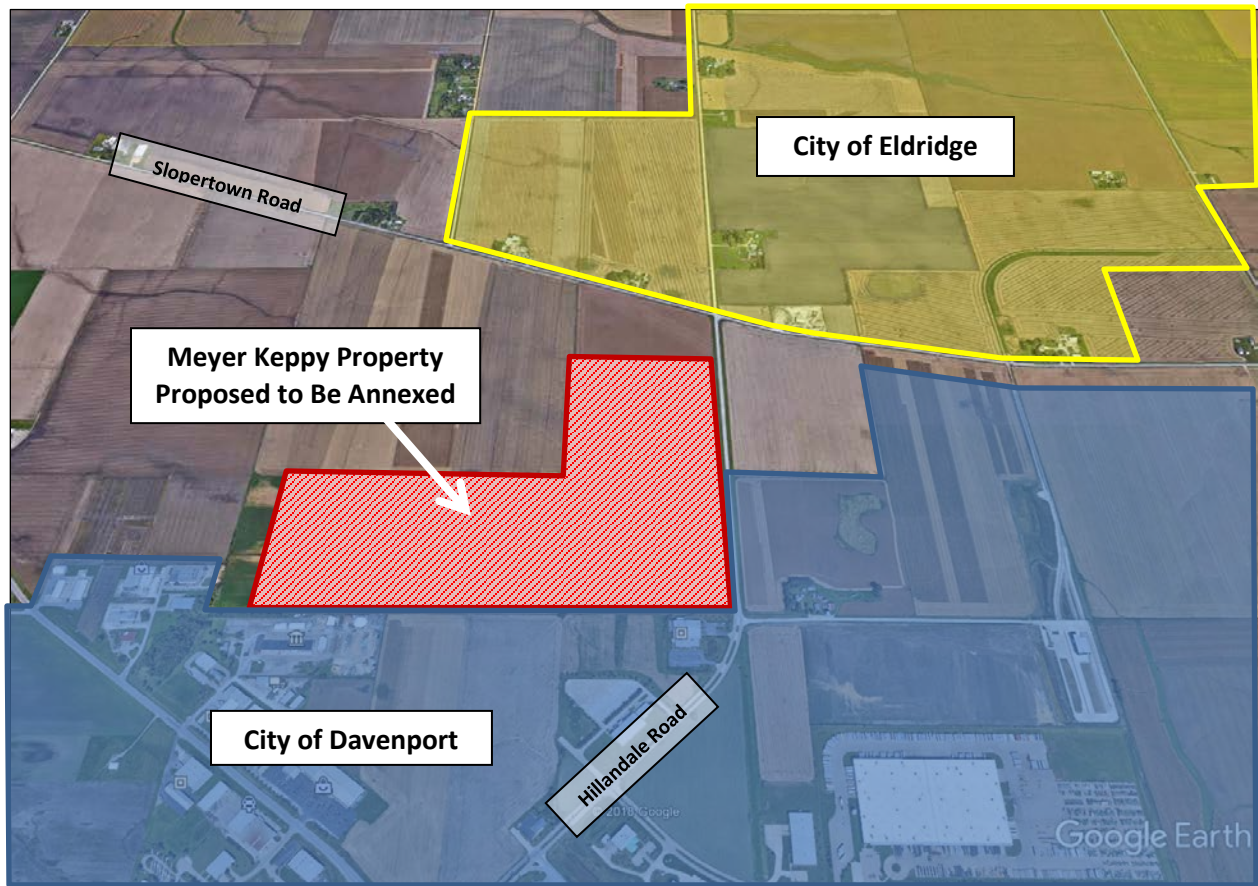 City of Eldridge
Slopertown Road
Meyer Keppy Property
Proposed to Be Annexed
City of Davenport
Hillandale Road
© 2018 Google
Google Earth